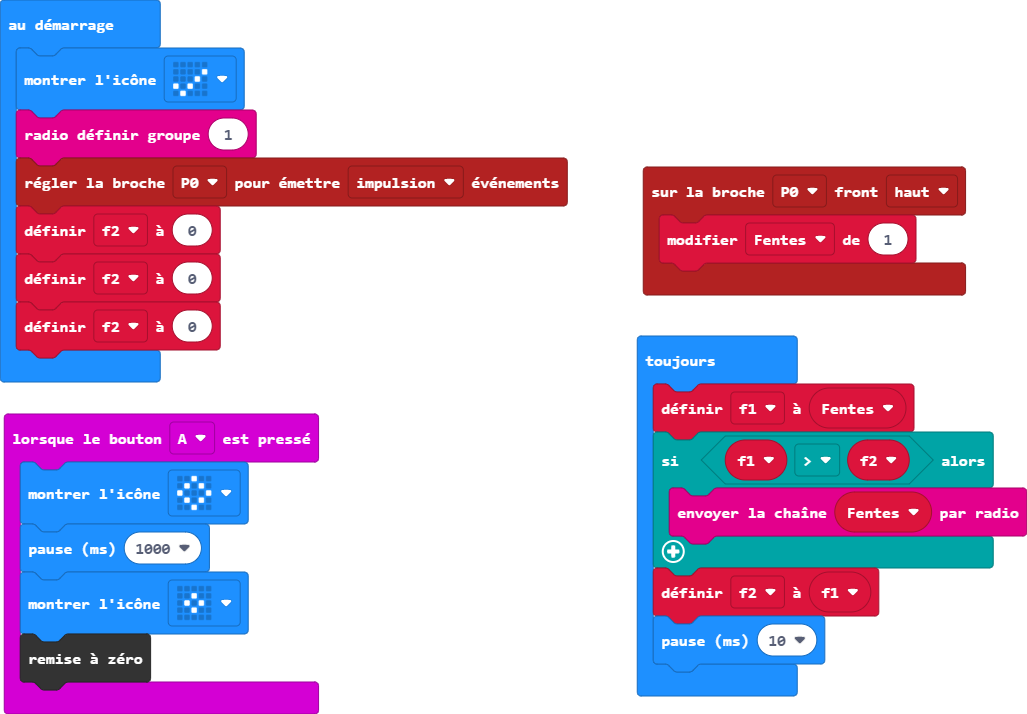 au démarrage
montrer l'icône
radio définir groupe 1
régler la broche P0 pour émettre impulsion événements
définir f2 à 0
définir f2 à 0
définir f2 à 0
lorsque le bouton A est pressé
montrer l'icône
pause (ms) 1000
montrer l'icône
remise à zéro
sur la broche P0 front haut
modifier Fentes de 1
toujours
définir f1 à Fentes
si f1 > f2 alors
envoyer la chaîne Fentes par radio
définir f2 à f1
pause (ms) 10